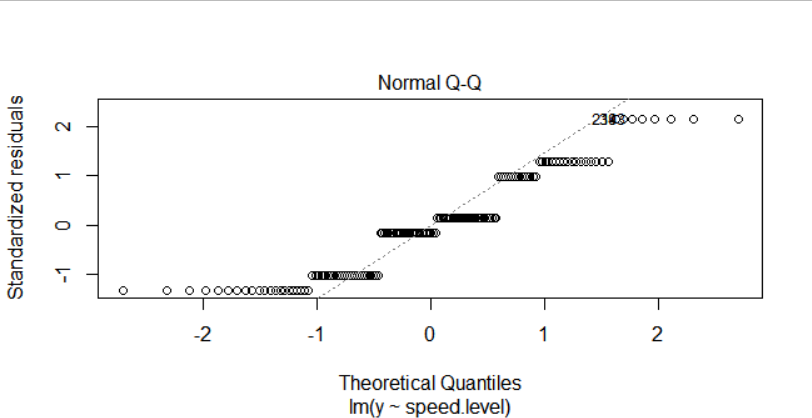 Normal Q-Q
Standardized residuals
2
1
0
-1
-2
-1
0
1
2
Theoretical Quantiles
lm(y ~ speed.level)